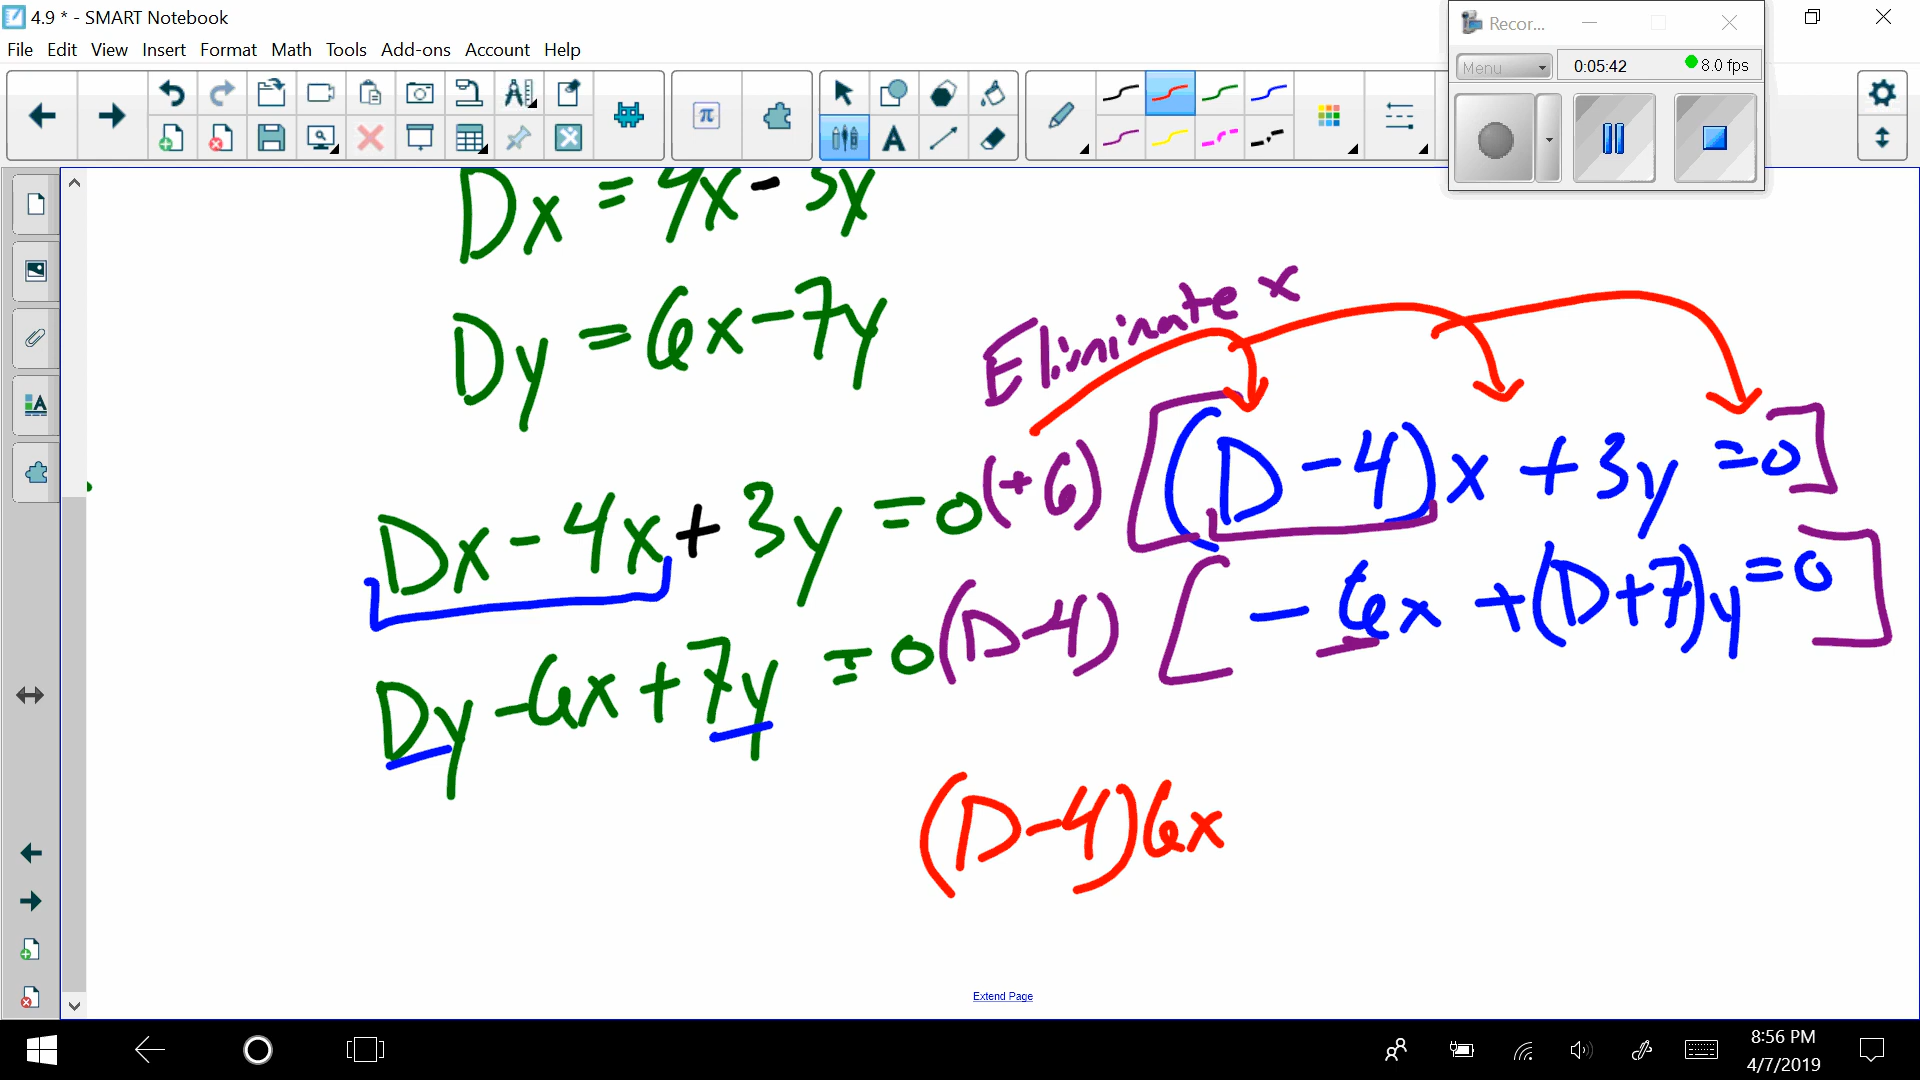 4.9 * - SMART Notebook
File Edit View Insert Format Math Tools Add-ons Account Help
Recor...
Menu
0:05:42
8.0 fps
Dx = 4x - 3y
Dy = 6x - 7y
Eliminate x
Dx - 4x + 3y = 0
(+6) [(D - 4)x + 3y = 0]
Dy - 6x + 7y = 0
(D-4) [ - 6x + (D+7)y = 0 ]
(D-4)6x
Extend Page
8:56 PM
4/7/2019